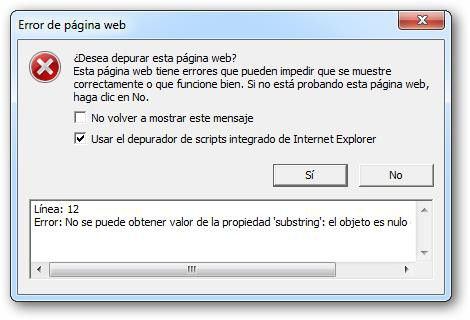 Error de página web
¿Desea depurar esta página web?
Esta página web tiene errores que pueden impedir que se muestre
correctamente o que funcione bien. Si no está probando esta página web,
haga clic en No.
No volver a mostrar este mensaje
Usar el depurador de scripts integrado de Internet Explorer
Sí
No
Línea: 12
Error: No se puede obtener valor de la propiedad 'substring': el objeto es nulo